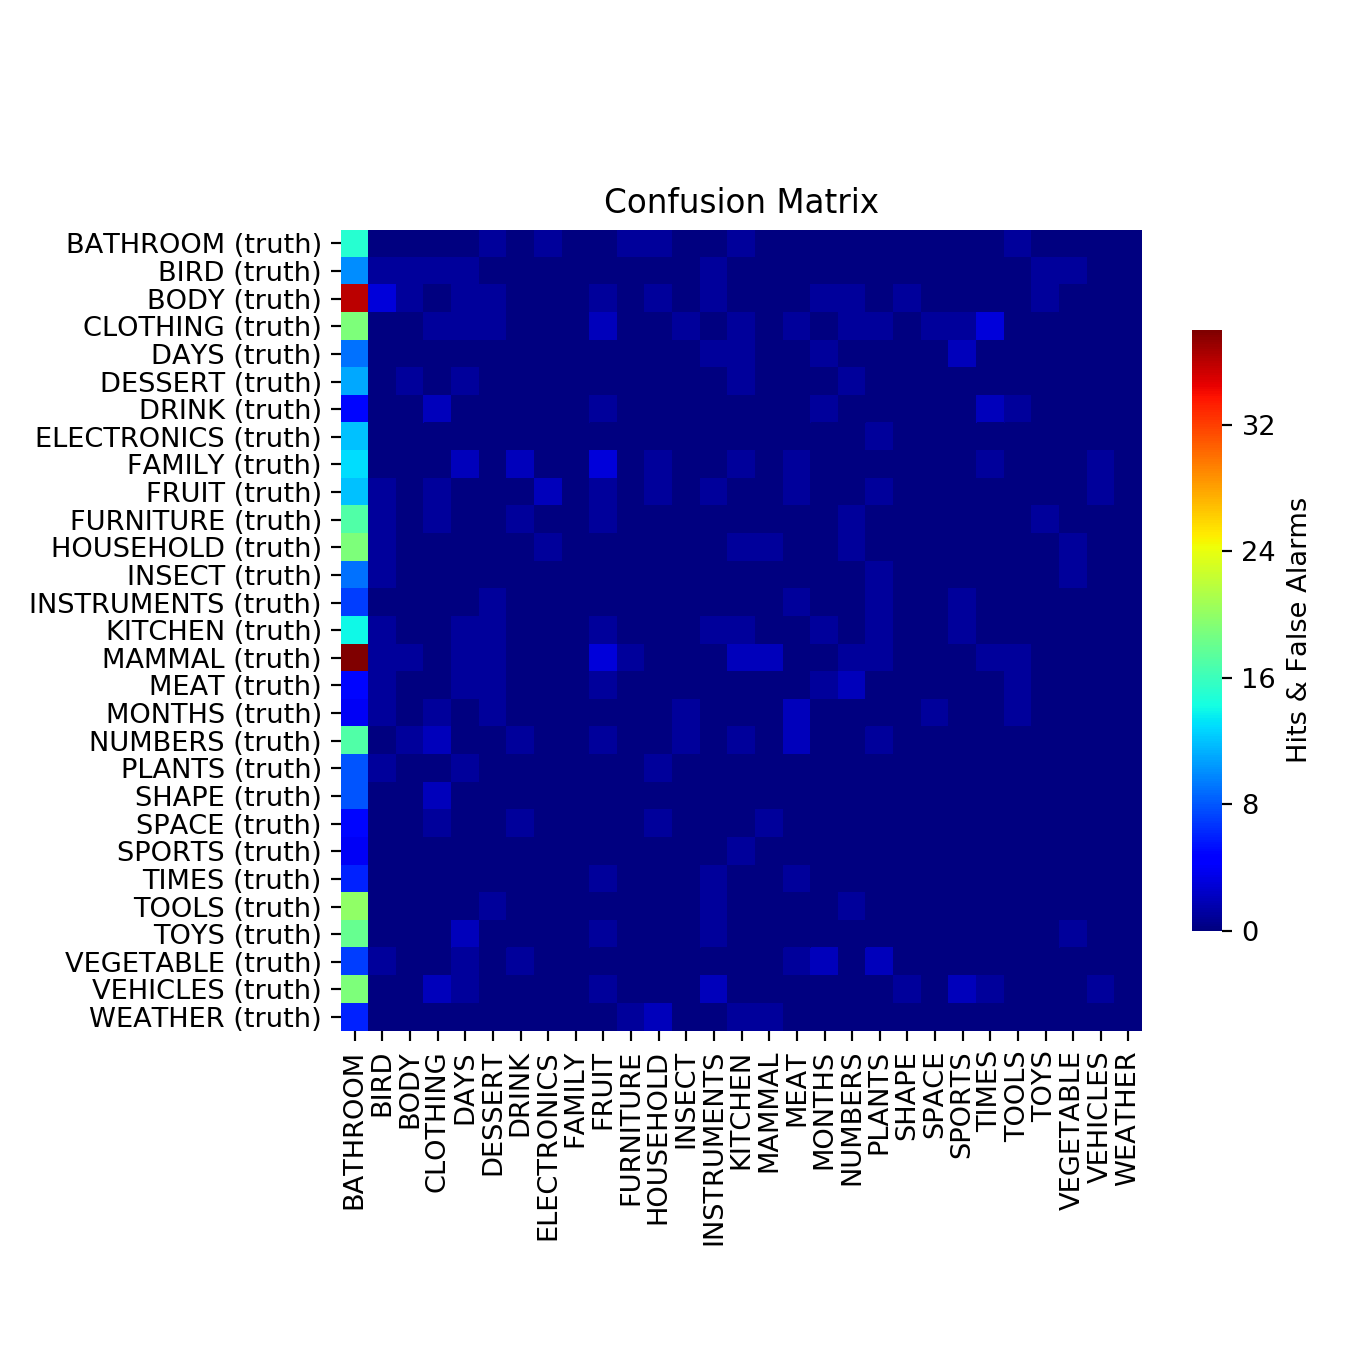 Confusion Matrix
BATHROOM (truth)
BIRD (truth)
BODY (truth)
CLOTHING (truth)
DAYS (truth)
DESSERT (truth)
DRINK (truth)
ELECTRONICS (truth)
FAMILY (truth)
FRUIT (truth)
FURNITURE (truth)
HOUSEHOLD (truth)
INSECT (truth)
INSTRUMENTS (truth)
KITCHEN (truth)
MAMMAL (truth)
MEAT (truth)
MONTHS (truth)
NUMBERS (truth)
PLANTS (truth)
SHAPE (truth)
SPACE (truth)
SPORTS (truth)
TIMES (truth)
TOOLS (truth)
TOYS (truth)
VEGETABLE (truth)
VEHICLES (truth)
WEATHER (truth)
BATHROOM
BIRD
BODY
CLOTHING
DAYS
DESSERT
DRINK
ELECTRONICS
FAMILY
FRUIT
FURNITURE
HOUSEHOLD
INSECT
INSTRUMENTS
KITCHEN
MAMMAL
MEAT
MONTHS
NUMBERS
PLANTS
SHAPE
SPACE
SPORTS
TIMES
TOOLS
TOYS
VEGETABLE
VEHICLES
WEATHER
32
24
16
8
0
Hits & False Alarms